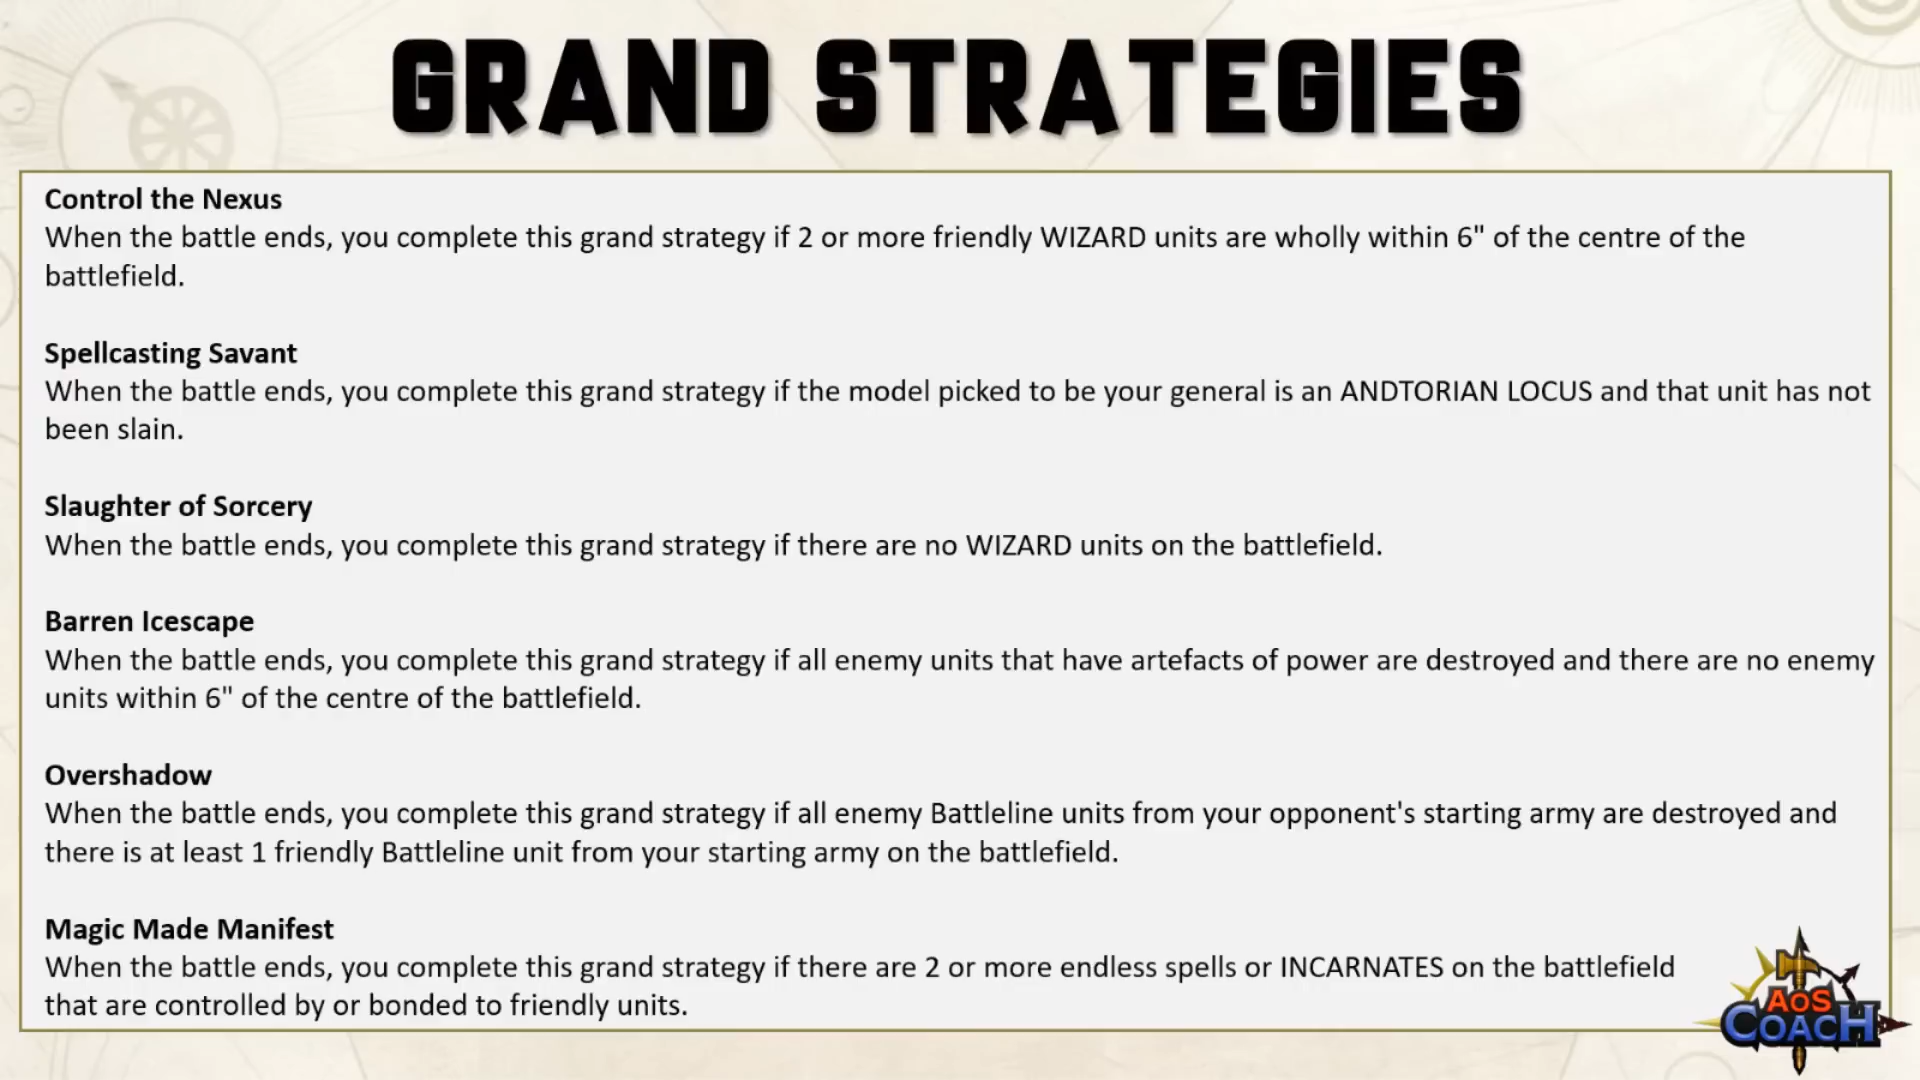 GRAND STRATEGIES
Control the Nexus
When the battle ends, you complete this grand strategy if 2 or more friendly WIZARD units are wholly within 6" of the centre of the
battlefield.
Spellcasting Savant
When the battle ends, you complete this grand strategy if the model picked to be your general is an ANDTORIAN LOCUS and that unit has not
been slain.
Slaughter of Sorcery
When the battle ends, you complete this grand strategy if there are no WIZARD units on the battlefield.
Barren Icescape
When the battle ends, you complete this grand strategy if all enemy units that have artefacts of power are destroyed and there are no enemy
units within 6" of the centre of the battlefield.
Overshadow
When the battle ends, you complete this grand strategy if all enemy Battleline units from your opponent's starting army are destroyed and
there is at least 1 friendly Battleline unit from your starting army on the battlefield.
Magic Made Manifest
When the battle ends, you complete this grand strategy if there are 2 or more endless spells or INCARNATES on the battlefield
that are controlled by or bonded to friendly units.
AoS
COACH